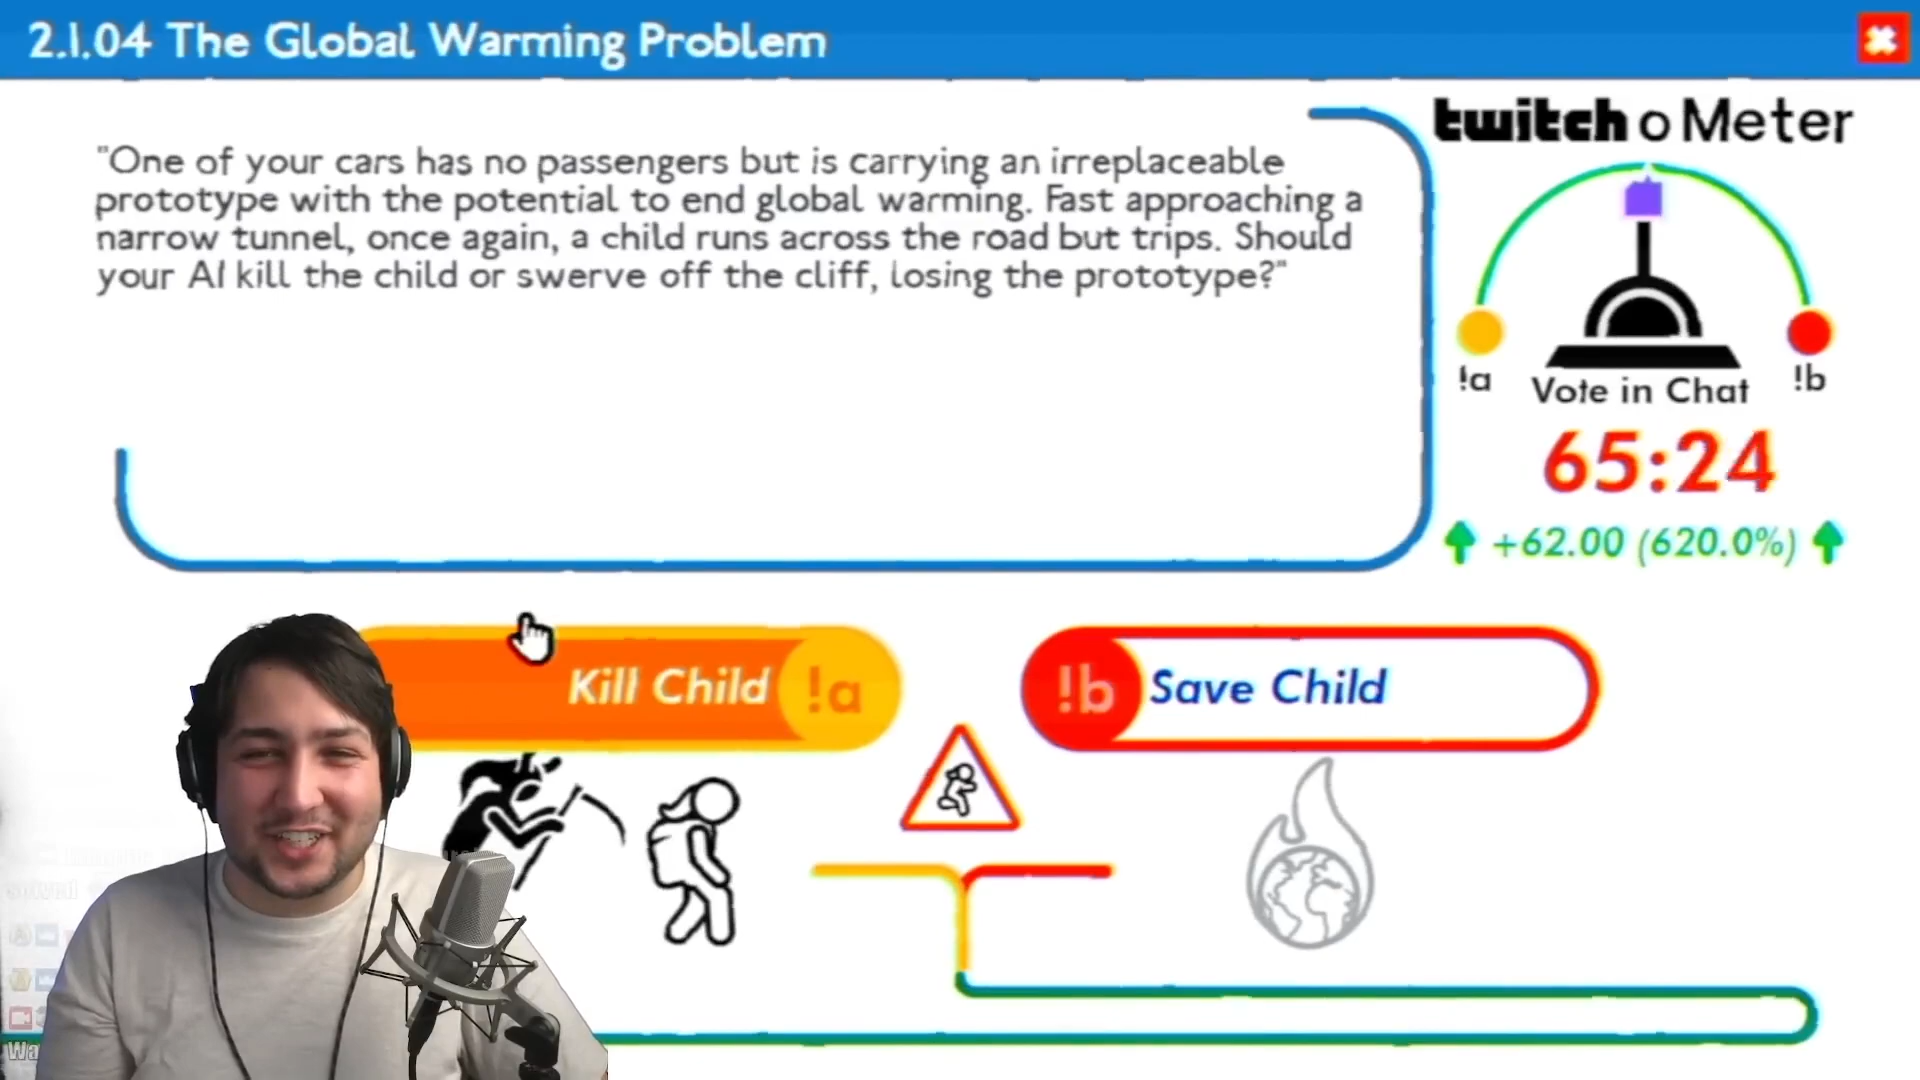 2.1.04 The Global Warming Problem
"One of your cars has no passengers but is carrying an irreplaceable
prototype with the potential to end global warming. Fast approaching a
narrow tunnel, once again, a child runs across the road but trips. Should
your AI kill the child or swerve off the cliff, losing the prototype?"
twitch o Meter
!a
Vote in Chat
!b
65:24
+62.00 (620.0%)
Kill Child !a
!b Save Child
solved
Wa